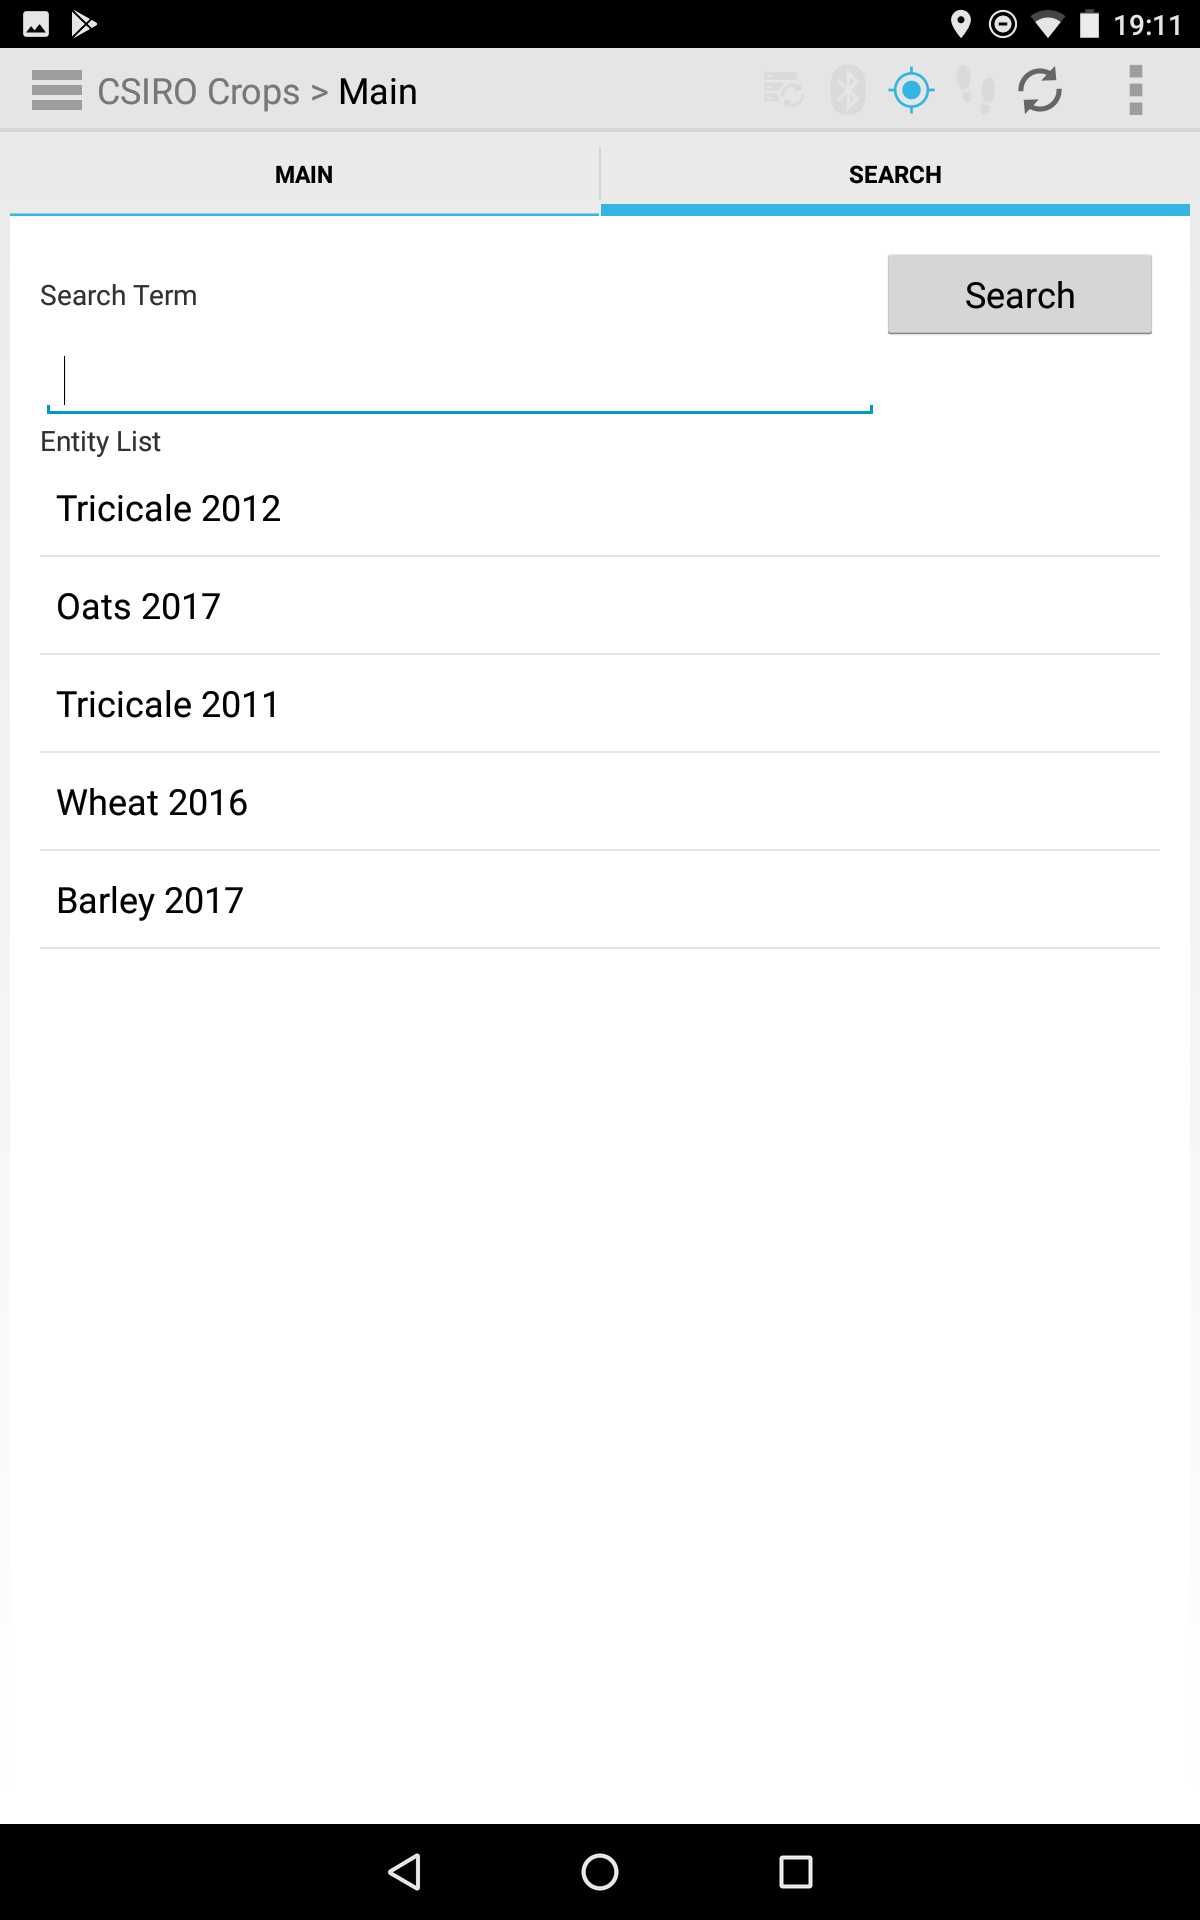 19:11
CSIRO Crops > Main
MAIN
SEARCH
Search Term
Search
Entity List
Tricicale 2012
Oats 2017
Tricicale 2011
Wheat 2016
Barley 2017